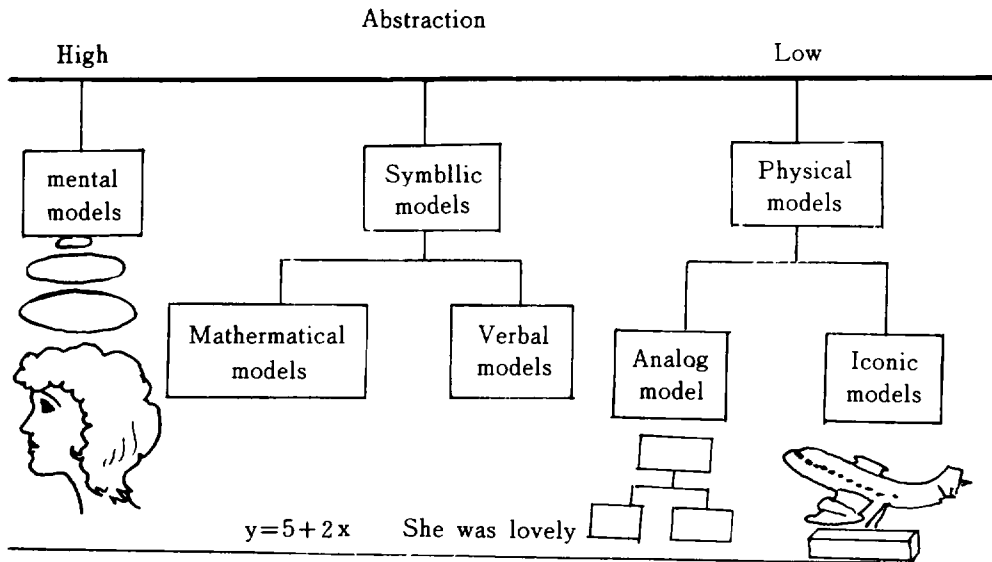 Abstraction
High
Low
mental
models
Symbllic
models
Physical
models
Mathermatical
models
Verbal
models
Analog
model
Iconic
models
y=5+2x
She was lovely